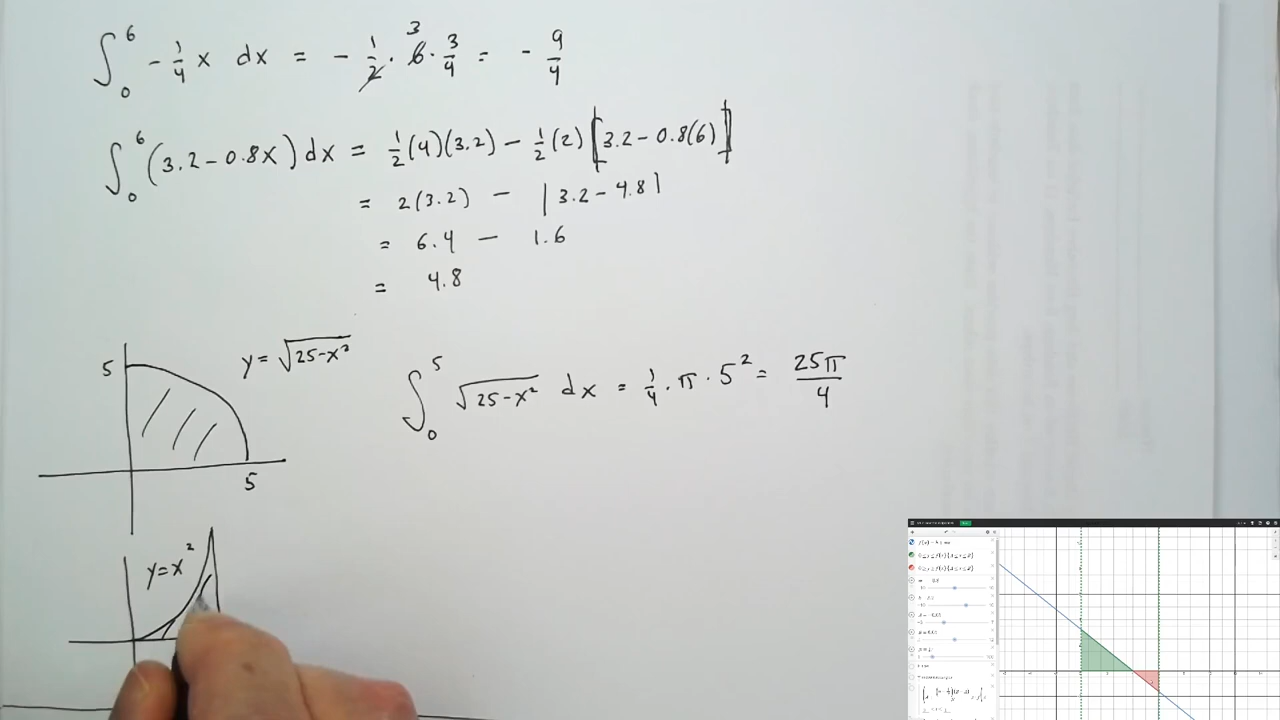 ∫₀⁶ -1/4 x dx = - 1/2 · 6 3 · 3/4 = - 9/4
∫₀⁶ (3.2 - 0.8x) dx = 1/2 (4)(3.2) - 1/2 (2) [3.2 - 0.8(6)]
= 2(3.2) - |3.2 - 4.8|
= 6.4 - 1.6
= 4.8
5
y = √25-x²
5
∫₀⁵ √25-x² dx = 1/4 · π · 5² = 25π/4
y=x²